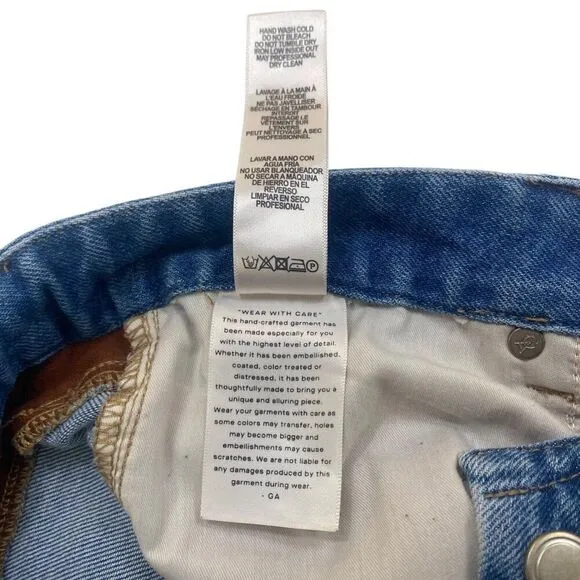 HAND WASH COLD
DO NOT BLEACH
DO NOT TUMBLE DRY
IRON LOW INSIDE OUT
MAY PROFESSIONAL
DRY CLEAN
LAVAGE À LA MAIN À
L'EAU FROIDE
NE PAS JAVELLISER
SÉCHAGE EN TAMBOUR
INTERDIT
REPASSAGE LE
VÊTEMENT SUR
L'ENVERS
PEUT NETTOYAGE À SEC
PROFESSIONNEL
LAVAR A MANO CON
AGUA FRÍA
NO USAR BLANQUEADOR
NO SECAR A MÁQUINA
DE HIERRO EN EL
REVERSO
LIMPIAR EN SECO
PROFESIONAL
P
"WEAR WITH CARE"
This hand-crafted garment has
been made especially for you
with the highest level of detail.
Whether it has been embellished,
coated, color treated or
distressed, it has been
thoughtfully made to bring you a
unique and alluring piece.
Wear your garments with care as
some colors may transfer, holes
may become bigger and
embellishments may cause
scratches. We are not liable for
any damages produced by this
garment during wear.
- GA